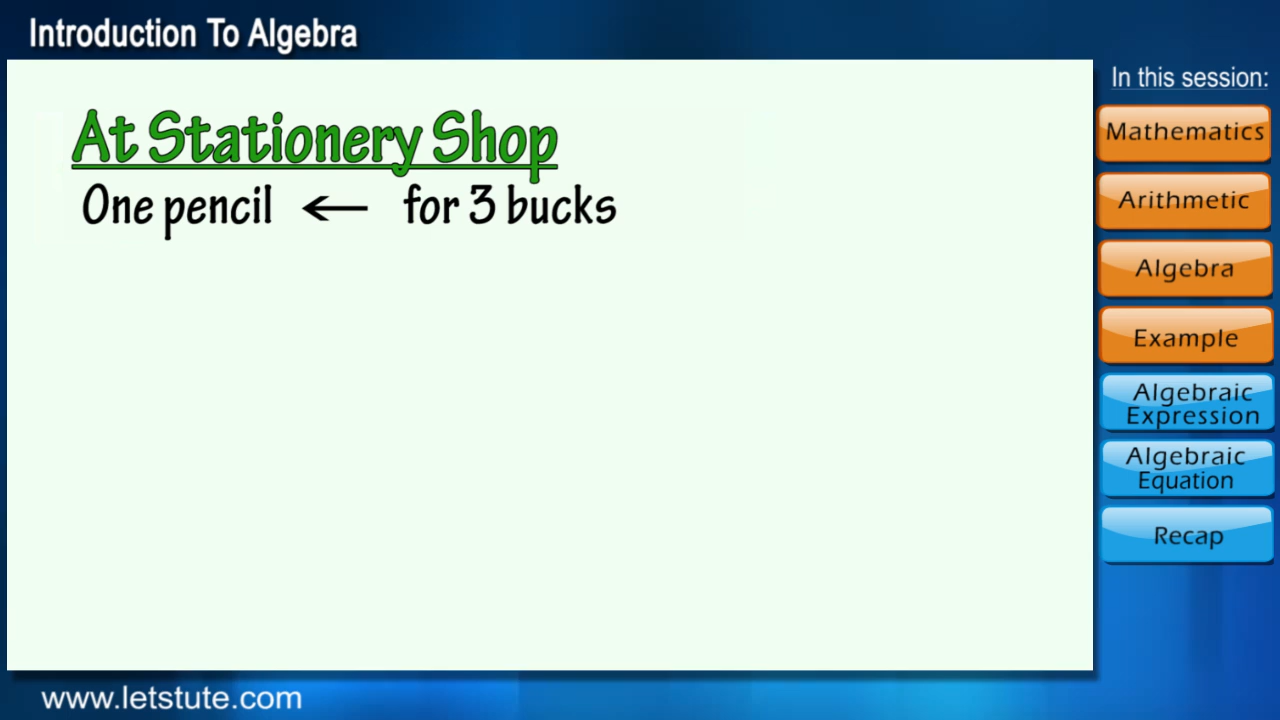 Introduction To Algebra
At Stationery Shop
One pencil ← for 3 bucks
In this session:
Mathematics
Arithmetic
Algebra
Example
Algebraic
Expression
Algebraic
Equation
Recap
www.letstute.com